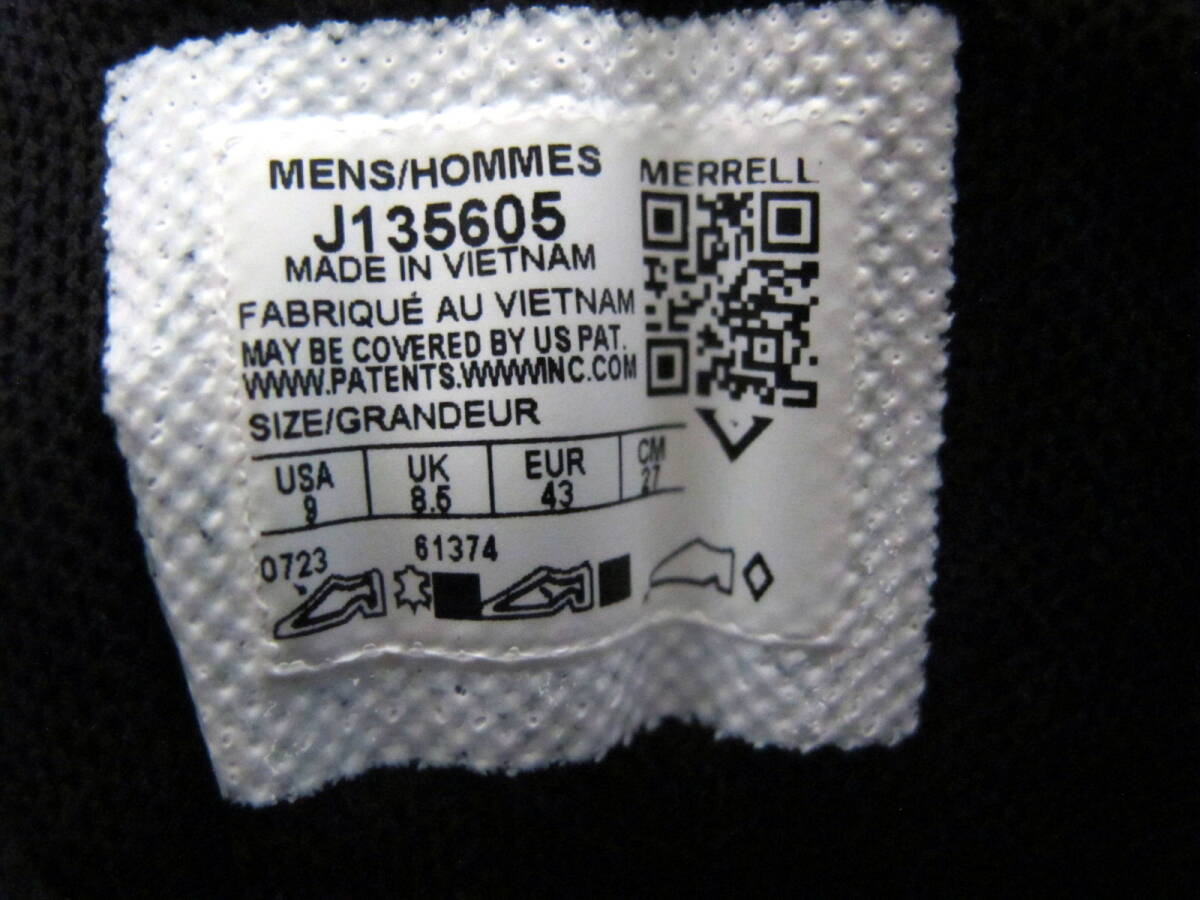 MENS/HOMMES
J135605
MADE IN VIETNAM
FABRIQUÉ AU VIETNAM
MAY BE COVERED BY US PAT.
WWW.PATENTS.WWWINC.COM
SIZE/GRANDEUR
USA UK EUR CM
9 8.5 43 27
0723 61374
MERRELL